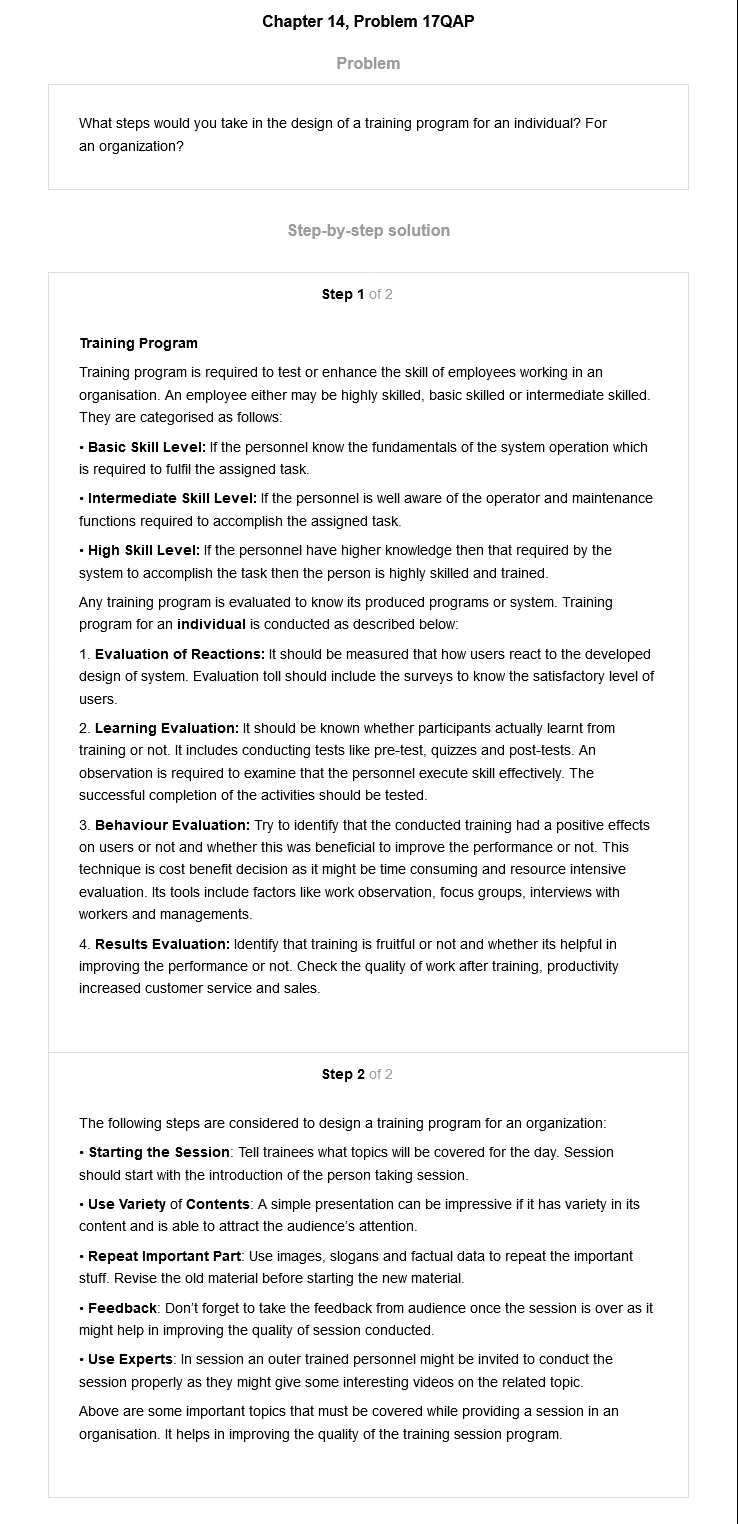 Chapter 14, Problem 17QAP
Problem
What steps would you take in the design of a training program for an individual? For
an organization?
Step-by-step solution
Step 1 of 2
Training Program
Training program is required to test or enhance the skill of employees working in an
organisation. An employee either may be highly skilled, basic skilled or intermediate skilled.
They are categorised as follows:
• Basic Skill Level: If the personnel know the fundamentals of the system operation which
is required to fulfil the assigned task.
• Intermediate Skill Level: If the personnel is well aware of the operator and maintenance
functions required to accomplish the assigned task.
• High Skill Level: If the personnel have higher knowledge then that required by the
system to accomplish the task then the person is highly skilled and trained.
Any training program is evaluated to know its produced programs or system. Training
program for an individual is conducted as described below:
1. Evaluation of Reactions: It should be measured that how users react to the developed
design of system. Evaluation toll should include the surveys to know the satisfactory level of
users.
2. Learning Evaluation: It should be known whether participants actually learnt from
training or not. It includes conducting tests like pre-test, quizzes and post-tests. An
observation is required to examine that the personnel execute skill effectively. The
successful completion of the activities should be tested.
3. Behaviour Evaluation: Try to identify that the conducted training had a positive effects
on users or not and whether this was beneficial to improve the performance or not. This
technique is cost benefit decision as it might be time consuming and resource intensive
evaluation. Its tools include factors like work observation, focus groups, interviews with
workers and managements.
4. Results Evaluation: Identify that training is fruitful or not and whether its helpful in
improving the performance or not. Check the quality of work after training, productivity
increased customer service and sales.
Step 2 of 2
The following steps are considered to design a training program for an organization:
• Starting the Session: Tell trainees what topics will be covered for the day. Session
should start with the introduction of the person taking session.
• Use Variety of Contents: A simple presentation can be impressive if it has variety in its
content and is able to attract the audience's attention.
• Repeat Important Part: Use images, slogans and factual data to repeat the important
stuff. Revise the old material before starting the new material.
• Feedback: Don't forget to take the feedback from audience once the session is over as it
might help in improving the quality of session conducted.
• Use Experts: In session an outer trained personnel might be invited to conduct the
session properly as they might give some interesting videos on the related topic.
Above are some important topics that must be covered while providing a session in an
organisation. It helps in improving the quality of the training session program.